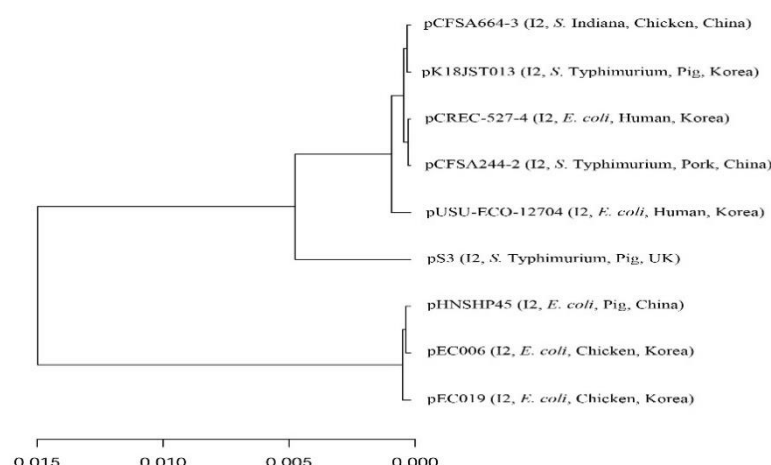 pCFSA664-3 (I2, S. Indiana, Chicken, China)
pK18JST013 (I2, S. Typhimurium, Pig, Korea)
pCREC-527-4 (I2, E. coli, Human, Korea)
pCFSA244-2 (I2, S. Typhimurium, Pork, China)
pUSU-ECO-12704 (I2, E. coli, Human, Korea)
pS3 (I2, S. Typhimurium, Pig, UK)
pHNSHP45 (I2, E. coli, Pig, China)
pEC006 (I2, E. coli, Chicken, Korea)
pEC019 (I2, E. coli, Chicken, Korea)
0.015 0.010 0.005 0.000